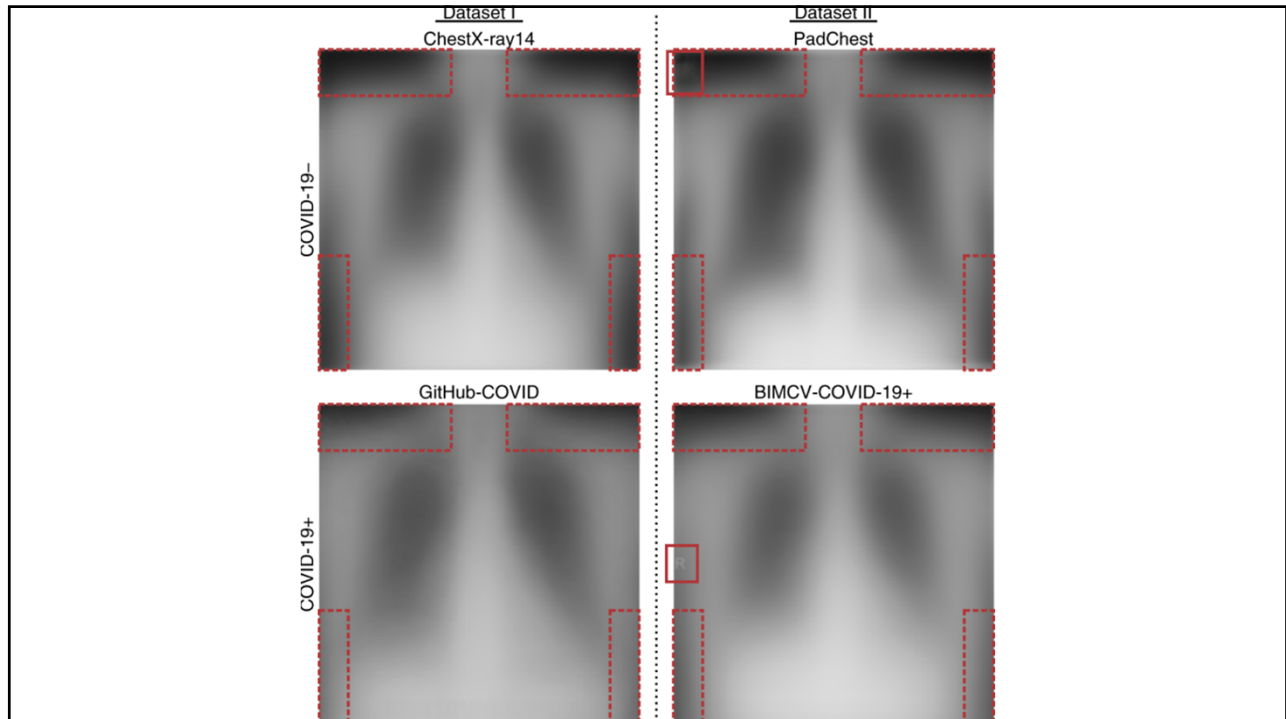 Dataset I
Dataset II
ChestX-ray14
PadChest
COVID-19−
GitHub-COVID
BIMCV-COVID-19+
COVID-19+
R